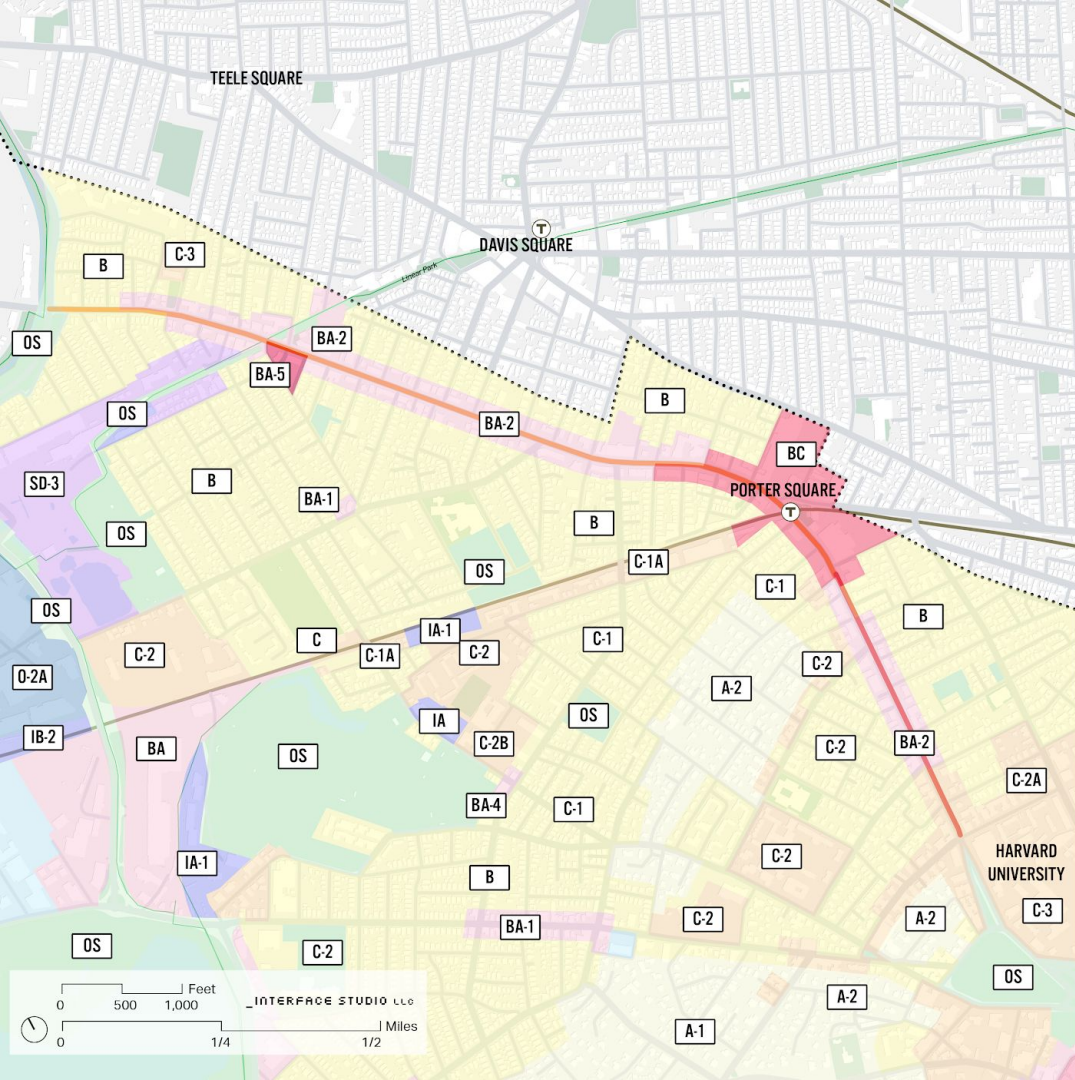 TEELE SQUARE
DAVIS SQUARE
T
Linear Park
C-3
B
OS
BA-2
BA-5
B
OS
BA-2
BC
SD-3
B
BA-1
PORTER SQUARE
T
B
OS
C-1A
OS
C-1
OS
B
IA-1
C
C-1
C-2
C-1A
C-2
C-2
O-2A
A-2
OS
IA
IB-2
BA
OS
C-2B
C-2
BA-2
C-2A
BA-4
C-1
HARVARD
UNIVERSITY
C-2
IA-1
B
C-3
C-2
A-2
BA-1
OS
C-2
OS
A-2
A-1
Feet
0 500 1,000
_INTERFACE STUDIO LLC
Miles
0 1/4 1/2